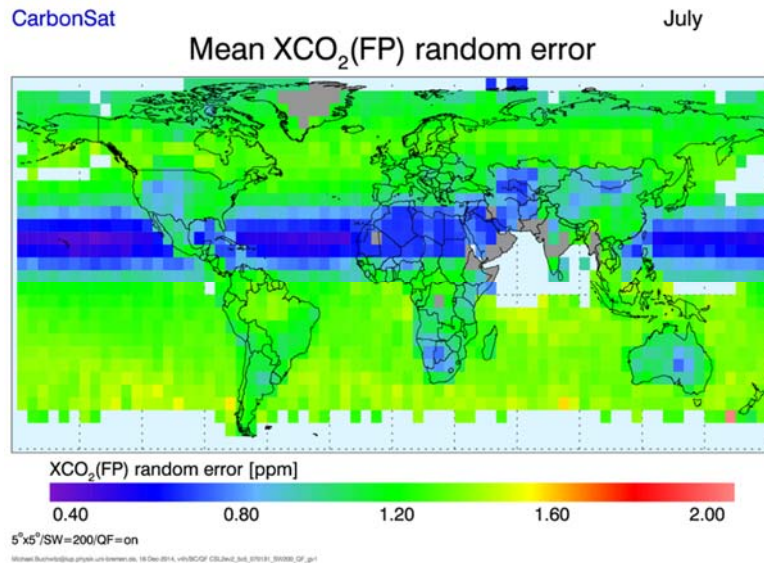 CarbonSat
July
Mean XCO₂(FP) random error
XCO₂(FP) random error [ppm]
0.40 0.80 1.20 1.60 2.00
5°x5°/SW=200/QF=on